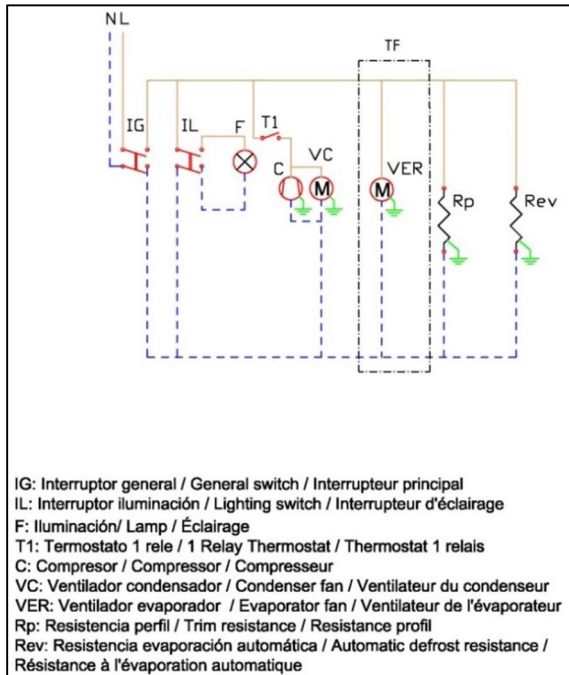 N L
TF
IG
IL
F
T1
C
VC
M
VER
M
Rp
Rev
IG: Interruptor general / General switch / Interrupteur principal
IL: Interruptor iluminación / Lighting switch / Interrupteur d'éclairage
F: Iluminación/ Lamp / Éclairage
T1: Termostato 1 rele / 1 Relay Thermostat / Thermostat 1 relais
C: Compresor / Compressor / Compresseur
VC: Ventilador condensador / Condenser fan / Ventilateur du condenseur
VER: Ventilador evaporador / Evaporator fan / Ventilateur de l'évaporateur
Rp: Resistencia perfil / Trim resistance / Resistance profil
Rev: Resistencia evaporación automática / Automatic defrost resistance /
Résistance à l'évaporation automatique